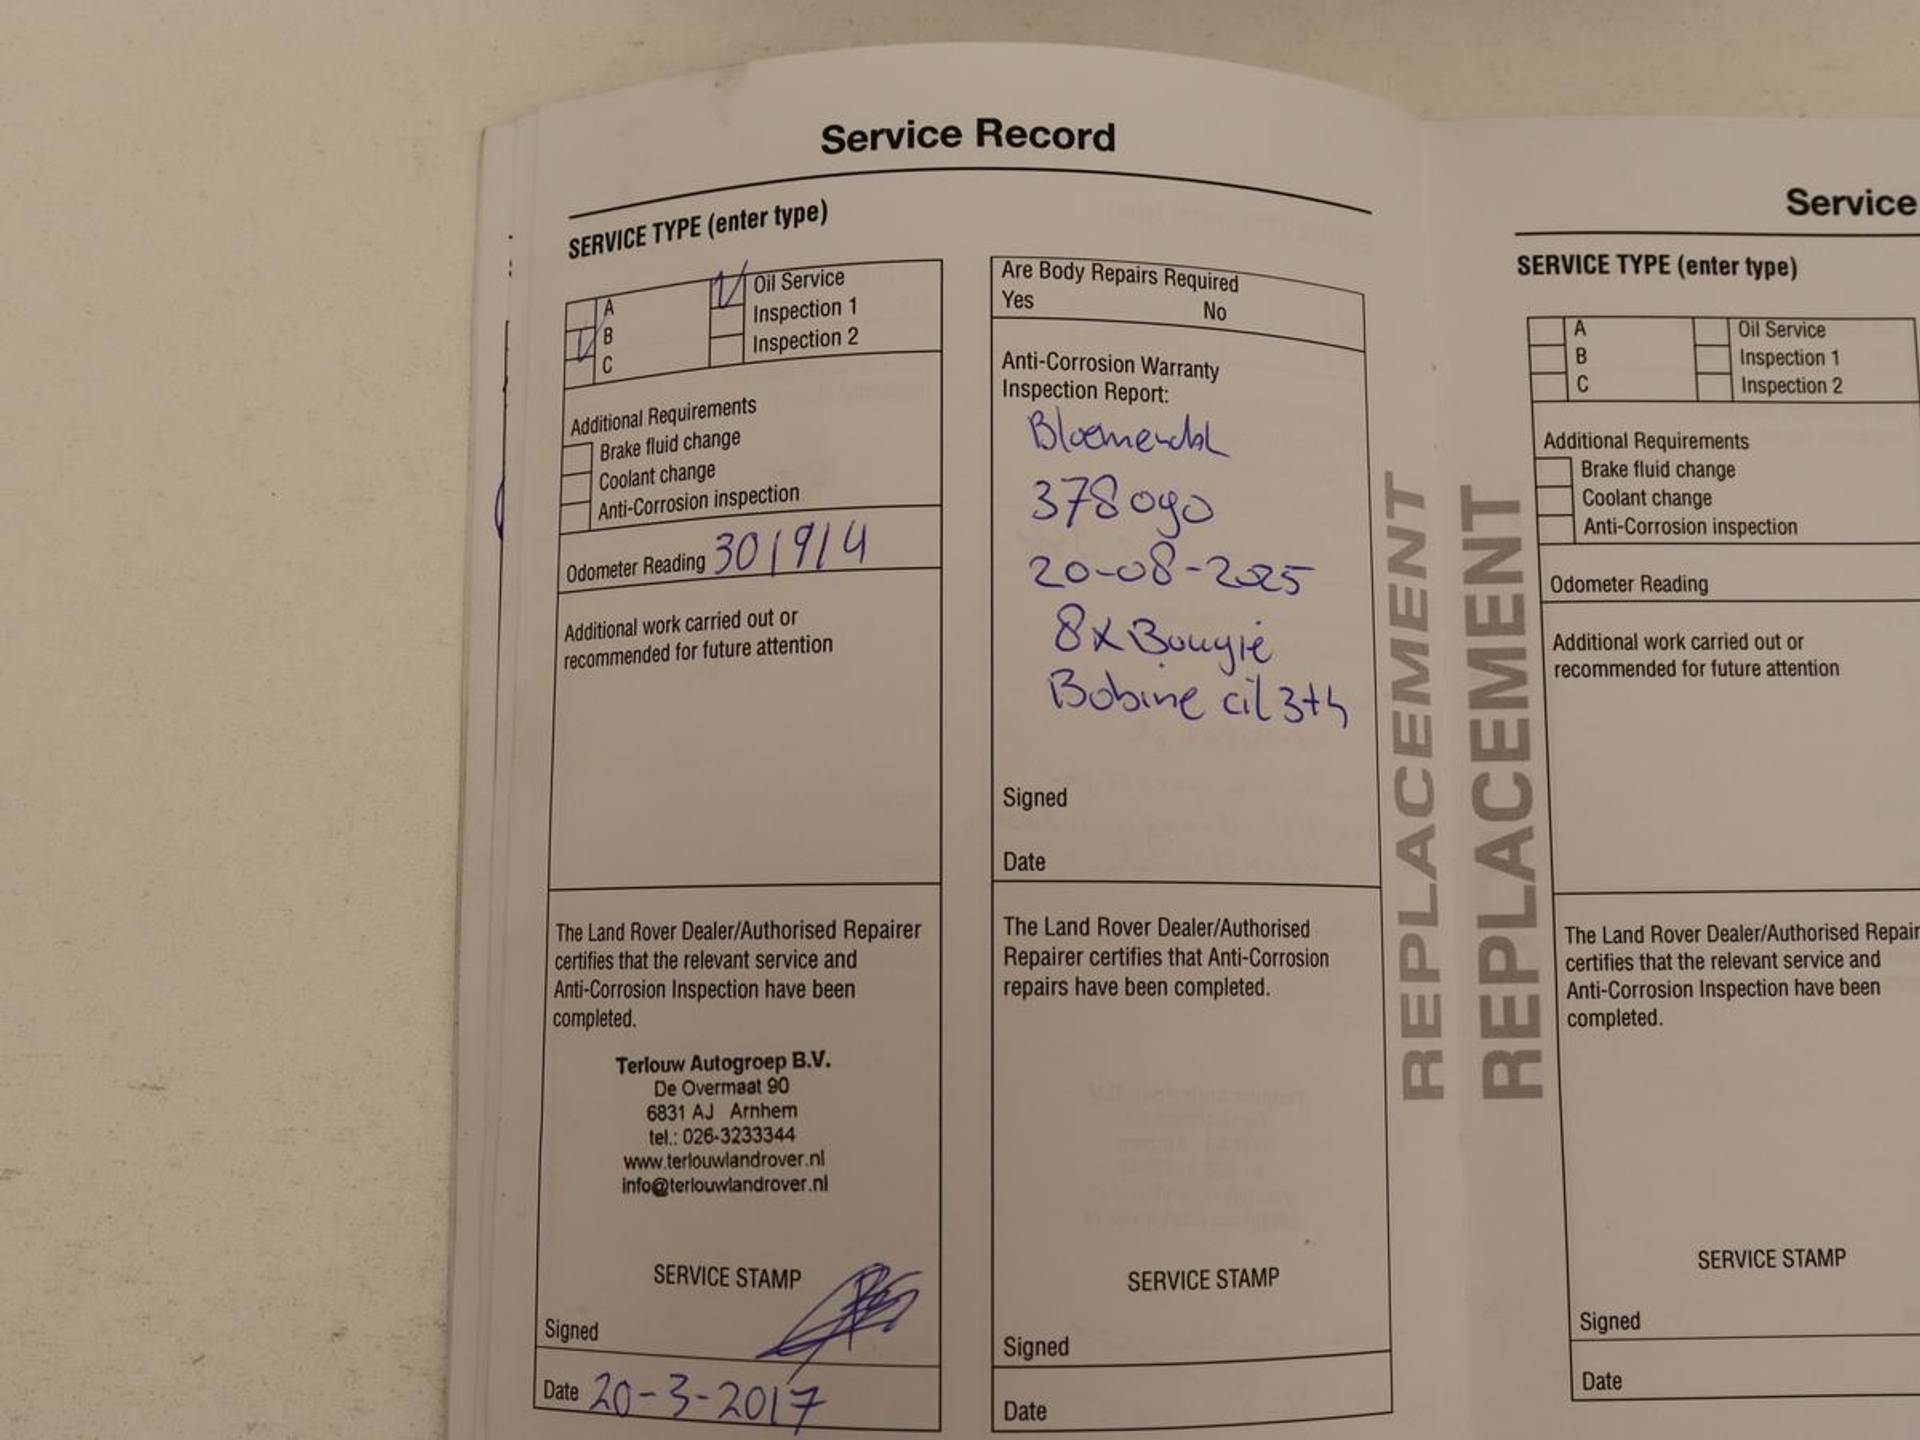 Service Record
SERVICE TYPE (enter type)
A
B
C
Oil Service
Inspection 1
Inspection 2
Additional Requirements
Brake fluid change
Coolant change
Anti-Corrosion inspection
Odometer Reading 301914
Additional work carried out or
recommended for future attention
The Land Rover Dealer/Authorised Repairer
certifies that the relevant service and
Anti-Corrosion Inspection have been
completed.
Terlouw Autogroep B.V.
De Overmaat 90
6831 AJ Arnhem
tel.: 026-3233344
www.terlouwlandrover.nl
info@terlouwlandrover.nl
SERVICE STAMP
Signed
Date 20-3-2017
Are Body Repairs Required
Yes No
Anti-Corrosion Warranty
Inspection Report:
Bloemendal
378090
20-08-2025
8x Bougie
Bobine cil 3+4
Signed
Date
The Land Rover Dealer/Authorised
Repairer certifies that Anti-Corrosion
repairs have been completed.
SERVICE STAMP
Signed
Date
REPLACEMENT
REPLACEMENT
Service
SERVICE TYPE (enter type)
A
B
C
Oil Service
Inspection 1
Inspection 2
Additional Requirements
Brake fluid change
Coolant change
Anti-Corrosion inspection
Odometer Reading
Additional work carried out or
recommended for future attention
The Land Rover Dealer/Authorised Repair
certifies that the relevant service and
Anti-Corrosion Inspection have been
completed.
SERVICE STAMP
Signed
Date